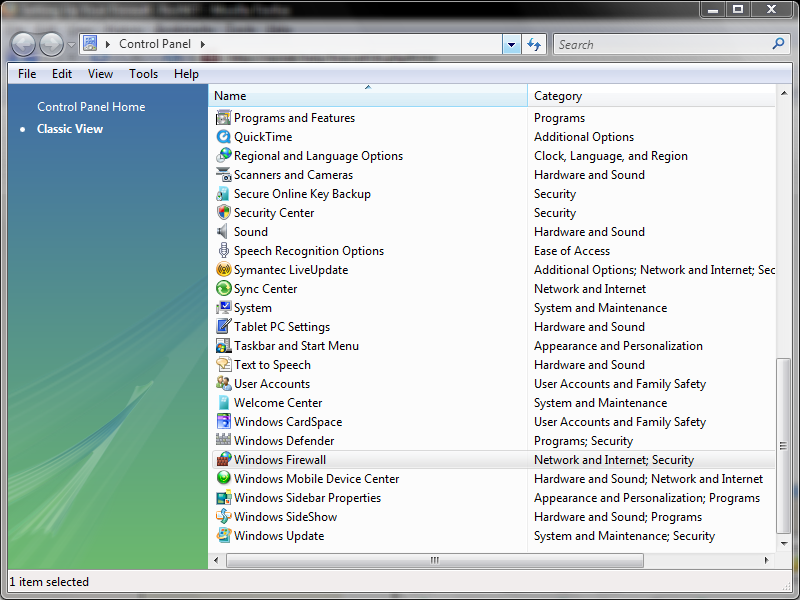 Control Panel
Search
File Edit View Tools Help
Control Panel Home
Classic View
Name Category
Programs and Features Programs
QuickTime Additional Options
Regional and Language Options Clock, Language, and Region
Scanners and Cameras Hardware and Sound
Secure Online Key Backup Security
Security Center Security
Sound Hardware and Sound
Speech Recognition Options Ease of Access
Symantec LiveUpdate Additional Options; Network and Internet; Sec
Sync Center Network and Internet
System System and Maintenance
Tablet PC Settings Hardware and Sound
Taskbar and Start Menu Appearance and Personalization
Text to Speech Hardware and Sound
User Accounts User Accounts and Family Safety
Welcome Center System and Maintenance
Windows CardSpace User Accounts and Family Safety
Windows Defender Programs; Security
Windows Firewall Network and Internet; Security
Windows Mobile Device Center Hardware and Sound; Network and Internet
Windows Sidebar Properties Appearance and Personalization; Programs
Windows SideShow Hardware and Sound; Programs
Windows Update System and Maintenance; Security
1 item selected